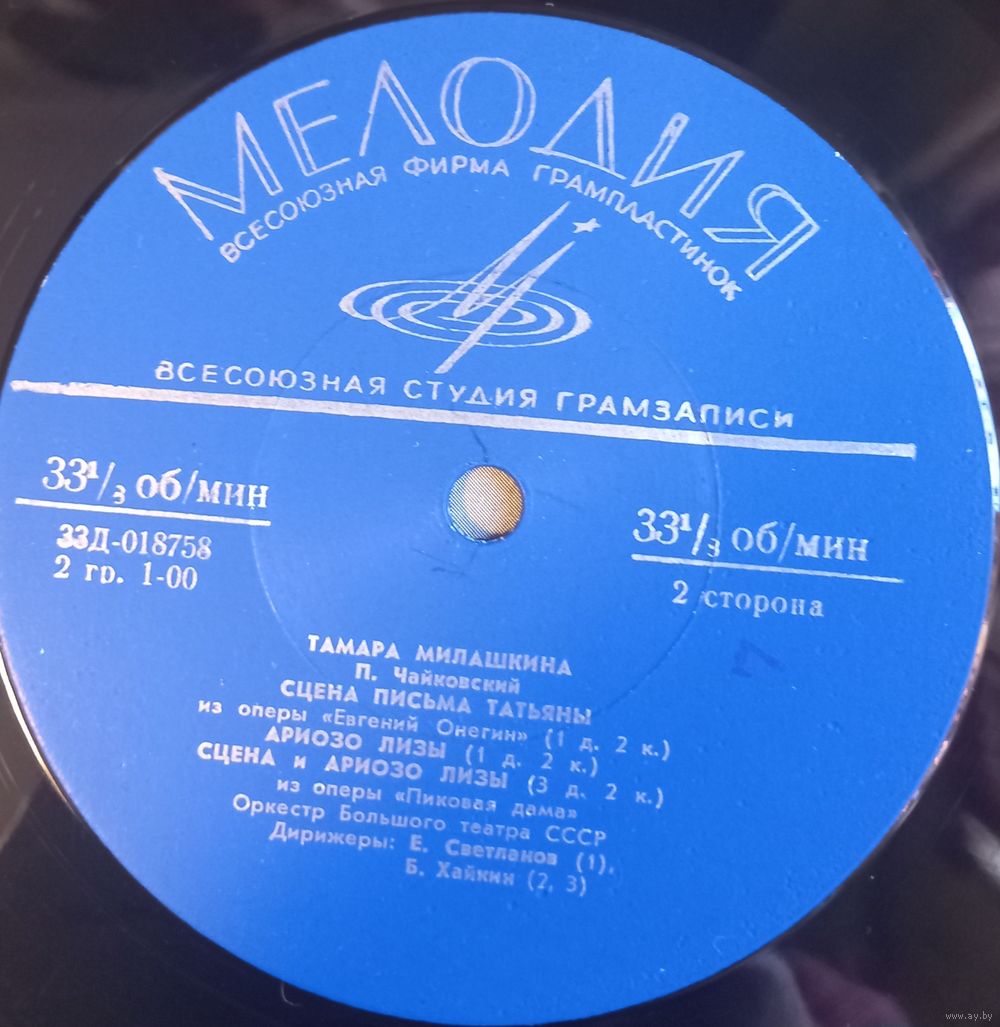 МЕЛОДИЯ
ВСЕСОЮЗНАЯ ФИРМА ГРАМПЛАСТИНОК
ВСЕСОЮЗНАЯ СТУДИЯ ГРАМЗАПИСИ
33⅓ об/мин
33Д-018758
2 гр. 1-00
33⅓ об/мин
2 сторона
ТАМАРА МИЛАШКИНА
П. Чайковский
СЦЕНА ПИСЬМА ТАТЬЯНЫ
из оперы «Евгений Онегин» (1 д. 2 к.)
АРИОЗО ЛИЗЫ (1 д. 2 к.)
СЦЕНА и АРИОЗО ЛИЗЫ (3 д. 2 к.)
из оперы «Пиковая дама»
Оркестр Большого театра СССР
Дирижеры: Е. Светланов (1),
Б. Хайкин (2, 3)
www.ay.by